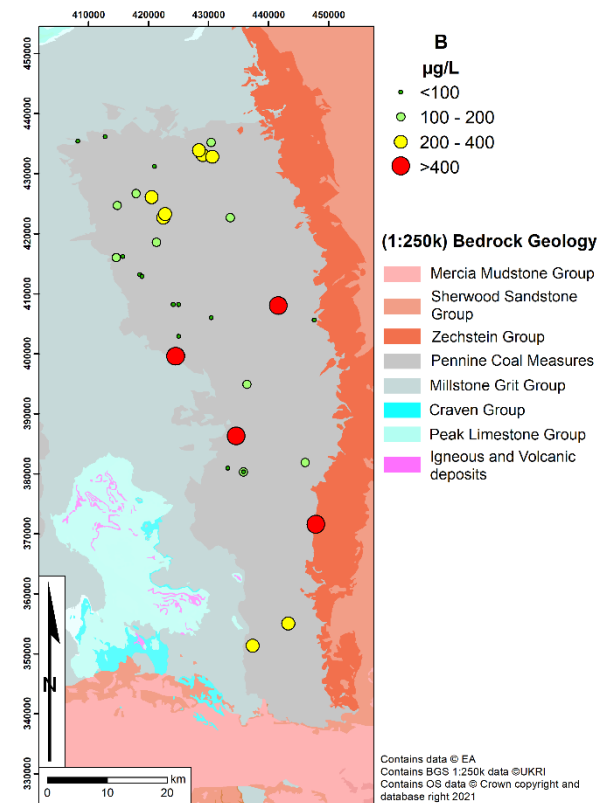 410000 420000 430000 440000 450000
450000
440000
430000
420000
410000
400000
390000
380000
370000
360000
350000
340000
330000
N
km
0 10 20
B
µg/L
<100
100 - 200
200 - 400
>400
(1:250k) Bedrock Geology
Mercia Mudstone Group
Sherwood Sandstone
Group
Zechstein Group
Pennine Coal Measures
Millstone Grit Group
Craven Group
Peak Limestone Group
Igneous and Volcanic
deposits
Contains data © EA
Contains BGS 1:250k data ©UKRI
Contains OS data © Crown copyright and
database right 2021